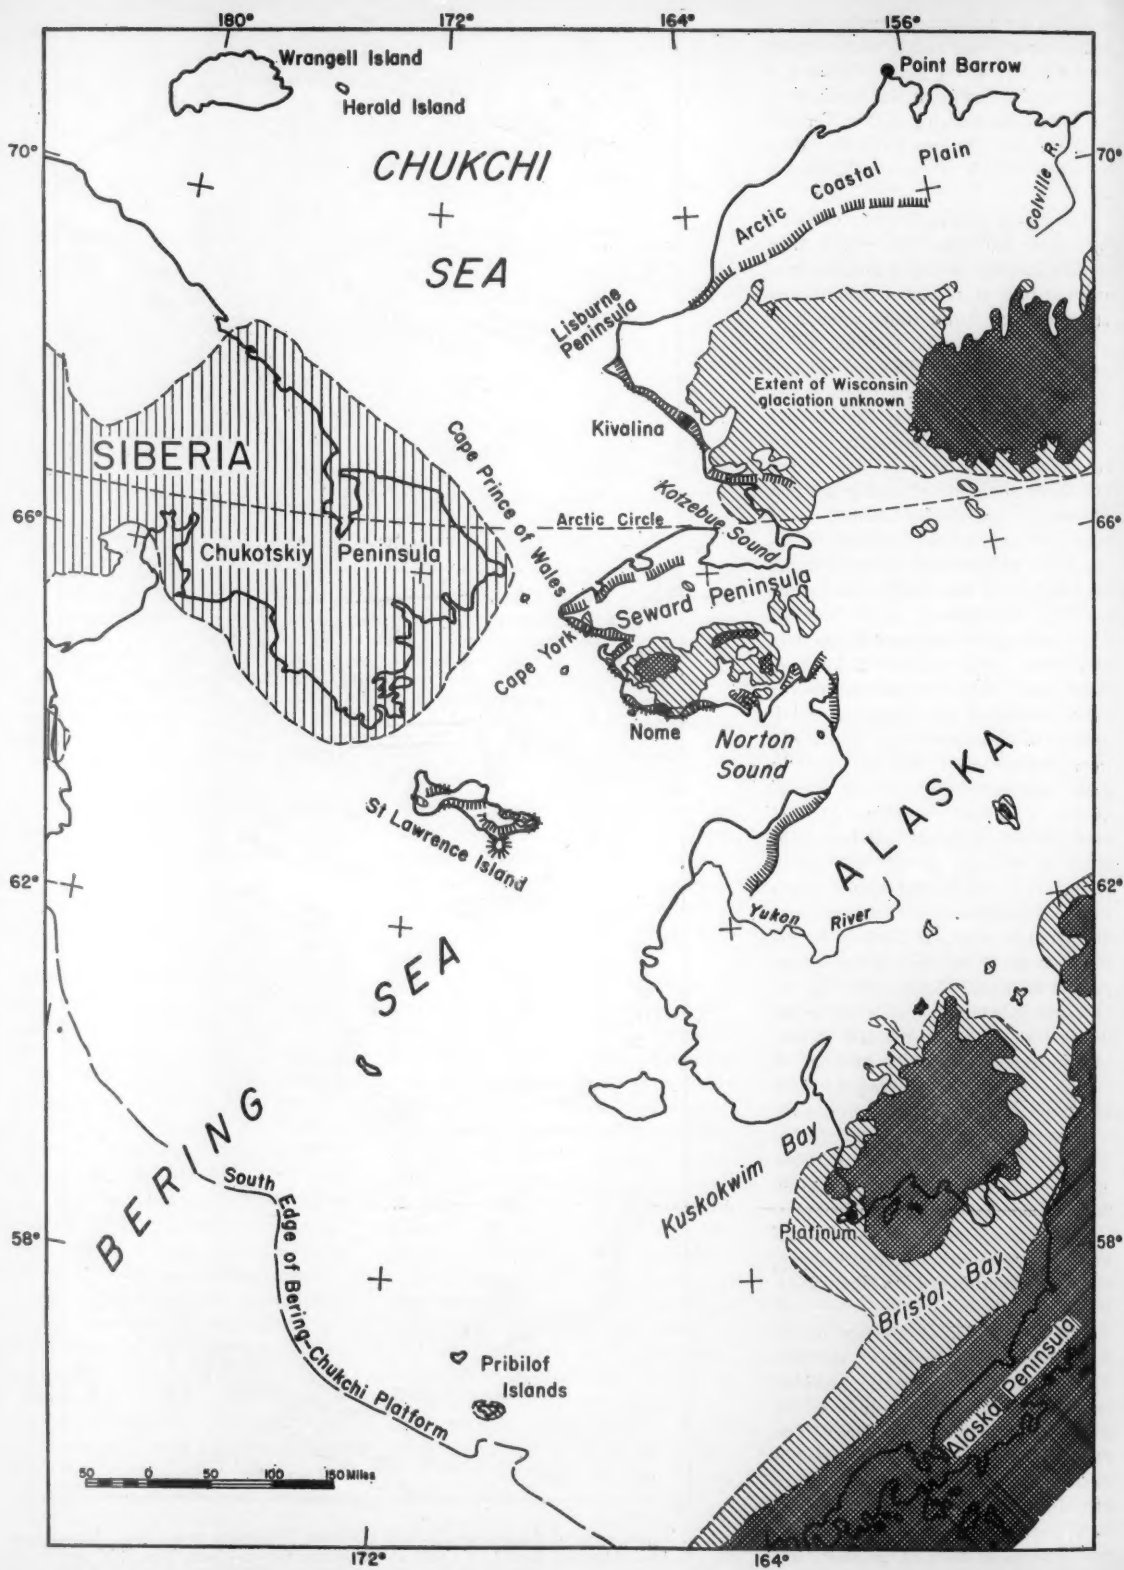 180°
172°
164°
156°
Wrangell Island
Herald Island
Point Barrow
70°
70°
CHUKCHI
SEA
Arctic Coastal Plain
Colville R.
Lisburne
Peninsula
Extent of Wisconsin
glaciation unknown
Kivalina
SIBERIA
Cape Prince of Wales
Kotzebue Sound
66°
66°
Arctic Circle
Chukotskiy Peninsula
Seward Peninsula
Cape York
Nome
Norton
Sound
ALASKA
St Lawrence Island
62°
62°
Yukon River
BERING SEA
Kuskokwim Bay
South Edge of Bering-Chukchi Platform
Platinum
58°
58°
Bristol Bay
Alaska Peninsula
Pribilof
Islands
50 0 50 100 150 Miles
172°
164°